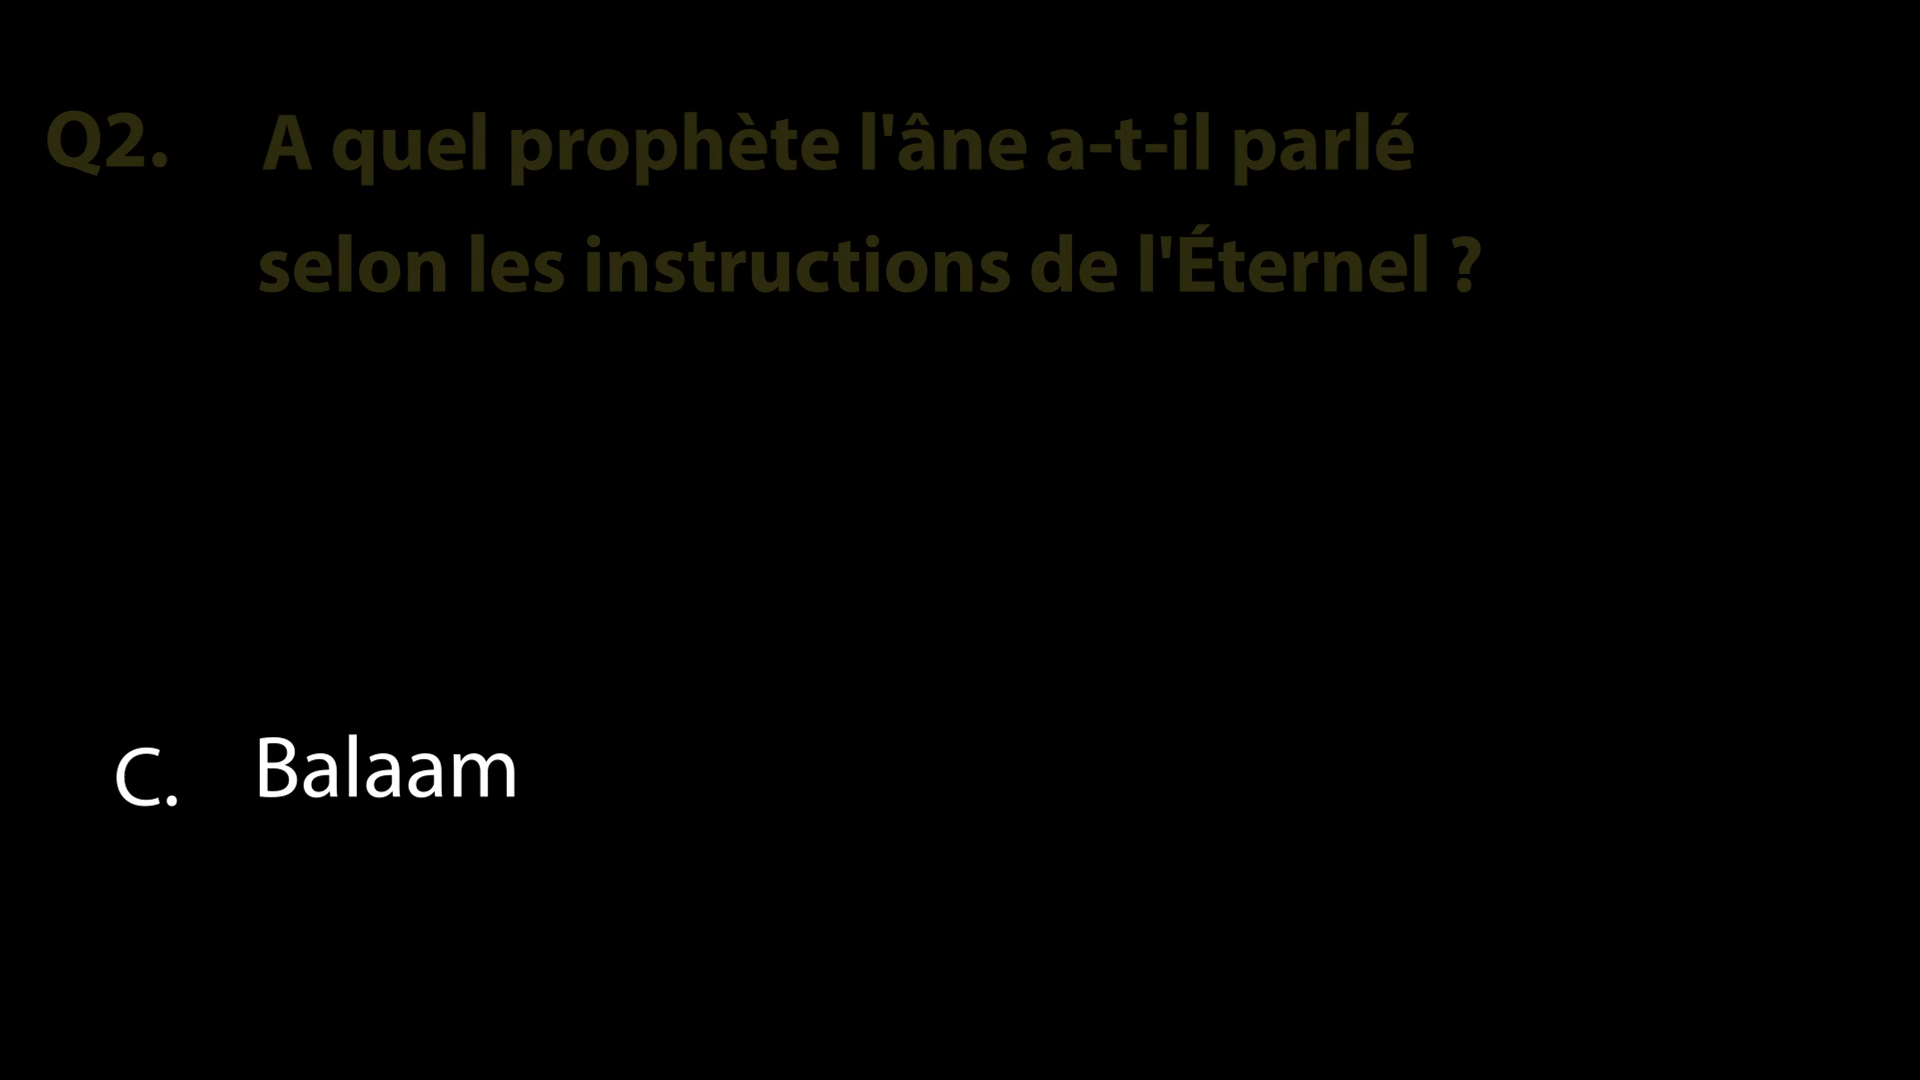 Q2. A quel prophète l'âne a-t-il parlé
selon les instructions de l'Éternel ?
C. Balaam